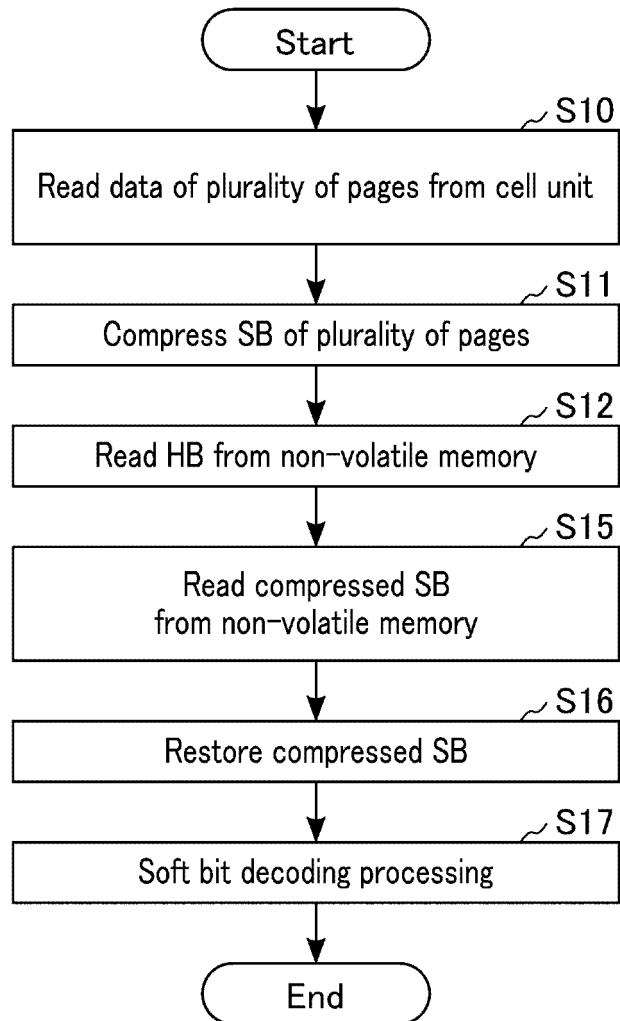 Start
S10
Read data of plurality of pages from cell unit
S11
Compress SB of plurality of pages
S12
Read HB from non-volatile memory
S15
Read compressed SB
from non-volatile memory
S16
Restore compressed SB
S17
Soft bit decoding processing
End